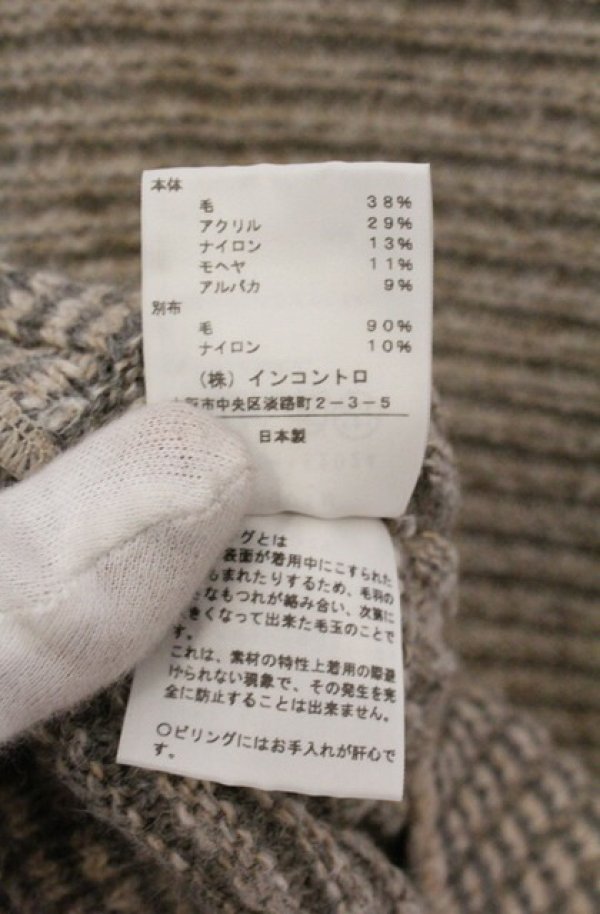 本体
毛 38%
アクリル 29%
ナイロン 13%
モヘヤ 11%
アルパカ 9%
別布
毛 90%
ナイロン 10%
(株) インコントロ
市中央区淡路町2-3-5
日本製
グとは
表面が着用中にこすられた
もまれたりするため、毛羽の
なもつれが絡み合い、次第に
きくなって出来た毛玉のことで
す。
これは、素材の特性上着用の際避
けられない現象で、その発生を完
全に防止することは出来ません。
○ピリングにはお手入れが肝心で
す。